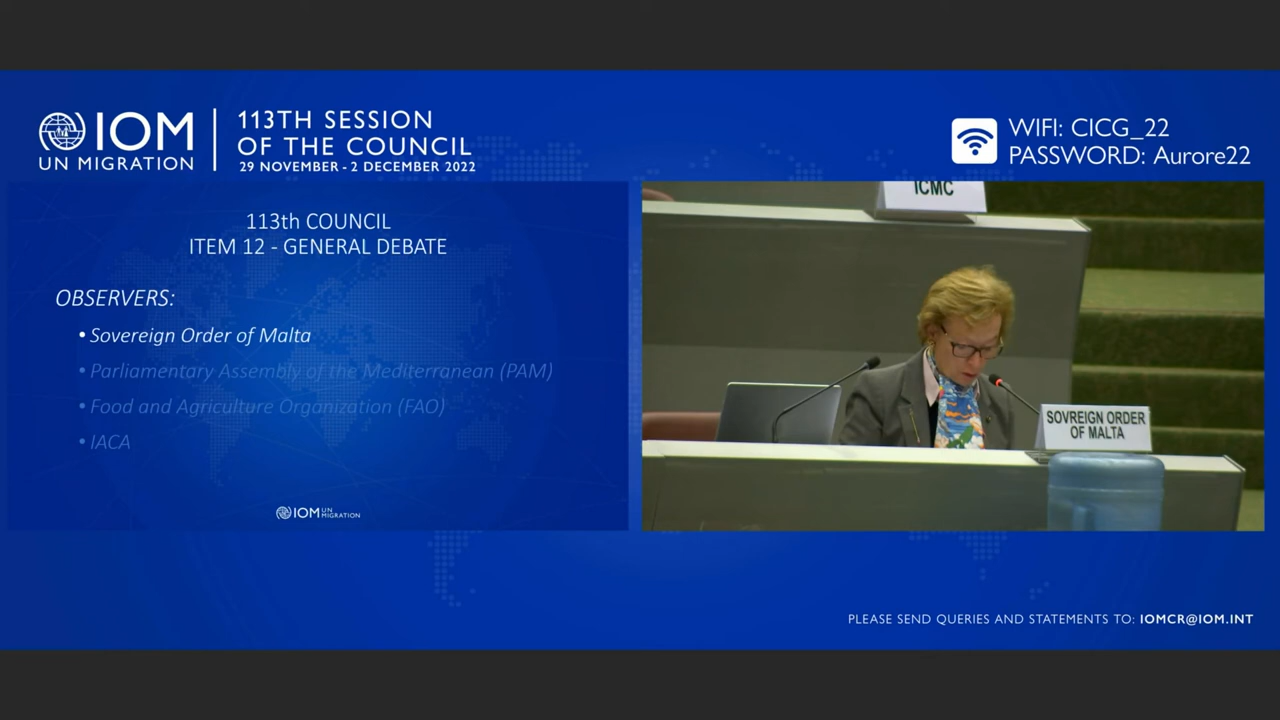 IOM
UN MIGRATION
113TH SESSION
OF THE COUNCIL
29 NOVEMBER - 2 DECEMBER 2022
WIFI: CICG_22
PASSWORD: Aurore22
113th COUNCIL
ITEM 12 - GENERAL DEBATE
OBSERVERS:
• Sovereign Order of Malta
• Parliamentary Assembly of the Mediterranean (PAM)
• Food and Agriculture Organization (FAO)
• IACA
IOM UN MIGRATION
ICMC
SOVREIGN ORDER
OF MALTA
PLEASE SEND QUERIES AND STATEMENTS TO: IOMCR@IOM.INT